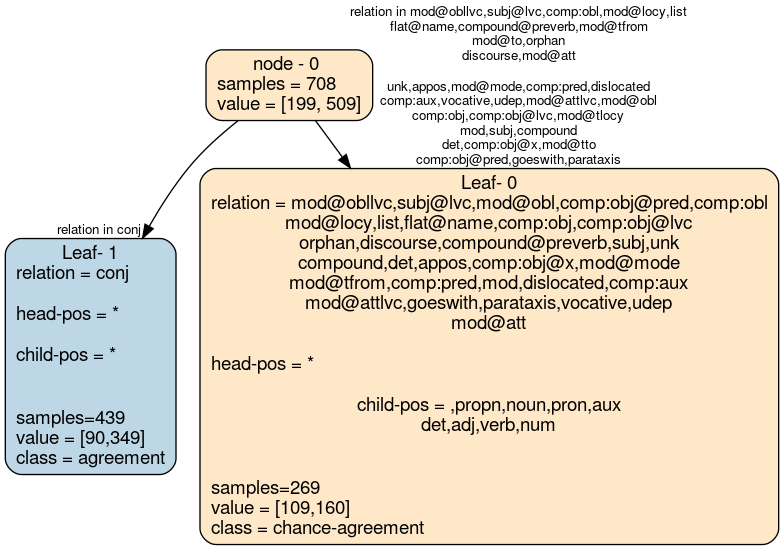 relation in mod@obllvc,subj@lvc,comp:obl,mod@locy,list
flat@name,compound@preverb,mod@tfrom
mod@to,orphan
discourse,mod@att
unk,appos,mod@mode,comp:pred,dislocated
comp:aux,vocative,udep,mod@attlvc,mod@obl
comp:obj,comp:obj@lvc,mod@tlocy
mod,subj,compound
det,comp:obj@x,mod@tto
comp:obj@pred,goeswith,parataxis
node - 0
samples = 708
value = [199, 509]
relation in conj
Leaf- 1
relation = conj
head-pos = *
child-pos = *
samples=439
value = [90,349]
class = agreement
Leaf- 0
relation = mod@obllvc,subj@lvc,mod@obl,comp:obj@pred,comp:obl
mod@locy,list,flat@name,comp:obj,comp:obj@lvc
orphan,discourse,compound@preverb,subj,unk
compound,det,appos,comp:obj@x,mod@mode
mod@tfrom,comp:pred,mod,dislocated,comp:aux
mod@attlvc,goeswith,parataxis,vocative,udep
mod@att
head-pos = *
child-pos = ,propn,noun,pron,aux
det,adj,verb,num
samples=269
value = [109,160]
class = chance-agreement